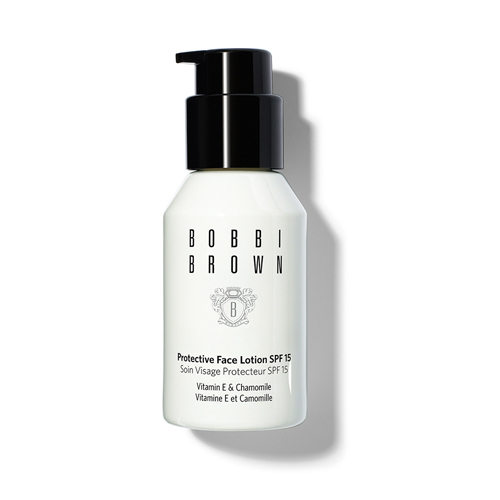 BOBBI
BROWN
B
Protective Face Lotion SPF 15
Soin Visage Protecteur SPF 15
Vitamin E & Chamomile
Vitamine E et Camomille